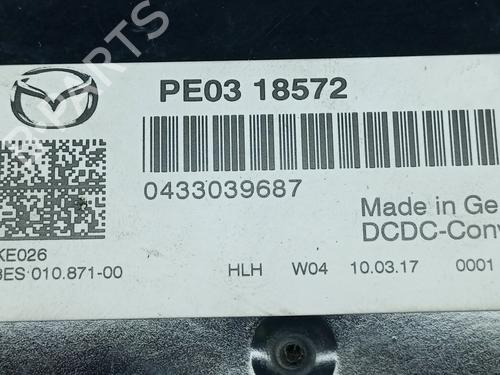 PE03 18572
0433039687
Made in Ge
DCDC-Conv
KE026
BES 010.871-00
HLH W04 10.03.17 0001
PARTS